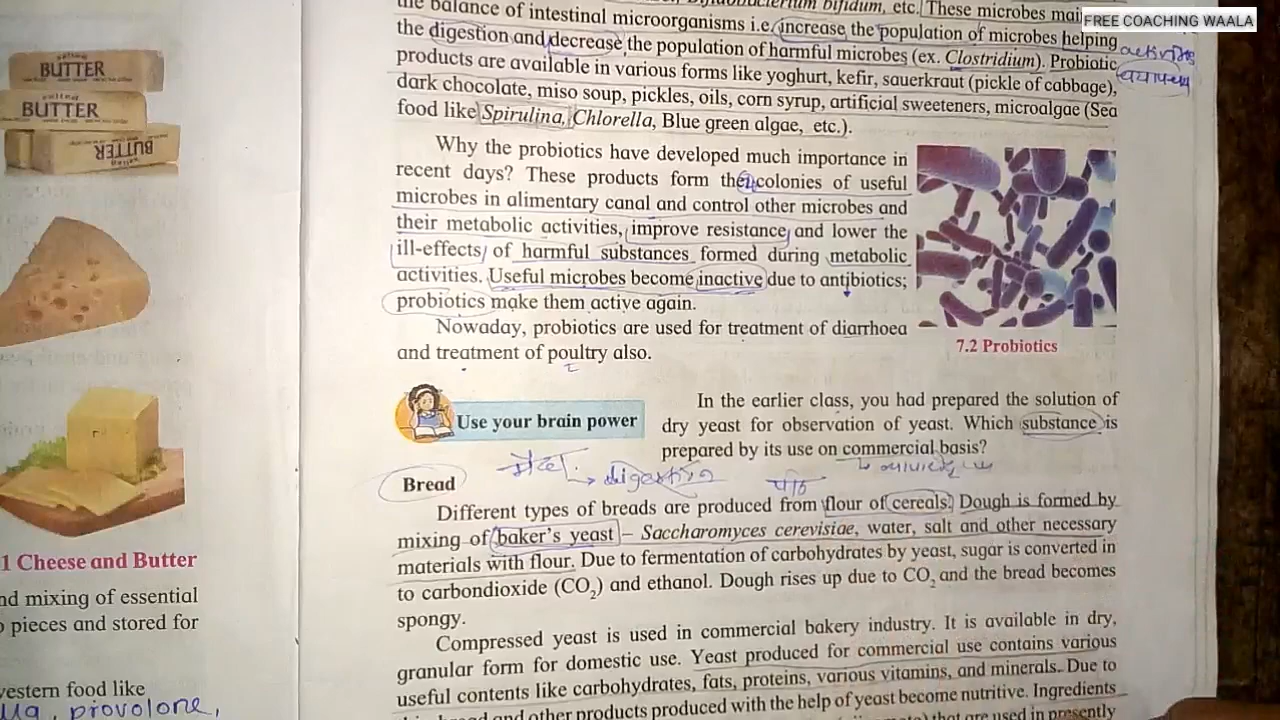 FREE COACHING WAALA
Bifidobacterium bifidum, etc. These microbes
the balance of intestinal microorganisms i.e. increase the population of microbes helping
the digestion and decrease the population of harmful microbes (ex. Clostridium). Probiotic
products are available in various forms like yoghurt, kefir, sauerkraut (pickle of cabbage),
dark chocolate, miso soup, pickles, oils, corn syrup, artificial sweeteners, microalgae (Sea
food like Spirulina, Chlorella, Blue green algae, etc.).
Why the probiotics have developed much importance in
recent days? These products form the colonies of useful
microbes in alimentary canal and control other microbes and
their metabolic activities, improve resistance and lower the
ill-effects of harmful substances formed during metabolic
activities. Useful microbes become inactive due to antibiotics;
probiotics make them active again.
Nowaday, probiotics are used for treatment of diarrhoea
and treatment of poultry also.
7.2 Probiotics
Use your brain power
In the earlier class, you had prepared the solution of
dry yeast for observation of yeast. Which substance is
prepared by its use on commercial basis?
Bread
Different types of breads are produced from flour of cereals. Dough is formed by
mixing of baker's yeast – Saccharomyces cerevisiae, water, salt and other necessary
materials with flour. Due to fermentation of carbohydrates by yeast, sugar is converted in
to carbondioxide (CO₂) and ethanol. Dough rises up due to CO₂ and the bread becomes
spongy.
Compressed yeast is used in commercial bakery industry. It is available in dry,
granular form for domestic use. Yeast produced for commercial use contains various
useful contents like carbohydrates, fats, proteins, various vitamins, and minerals. Due to
bread and other products produced with the help of yeast become nutritive. Ingredients
that are used in presently
salted
BUTTER
salted
BUTTER
BUTTER
1 Cheese and Butter
nd mixing of essential
pieces and stored for
estern food like
provolone,